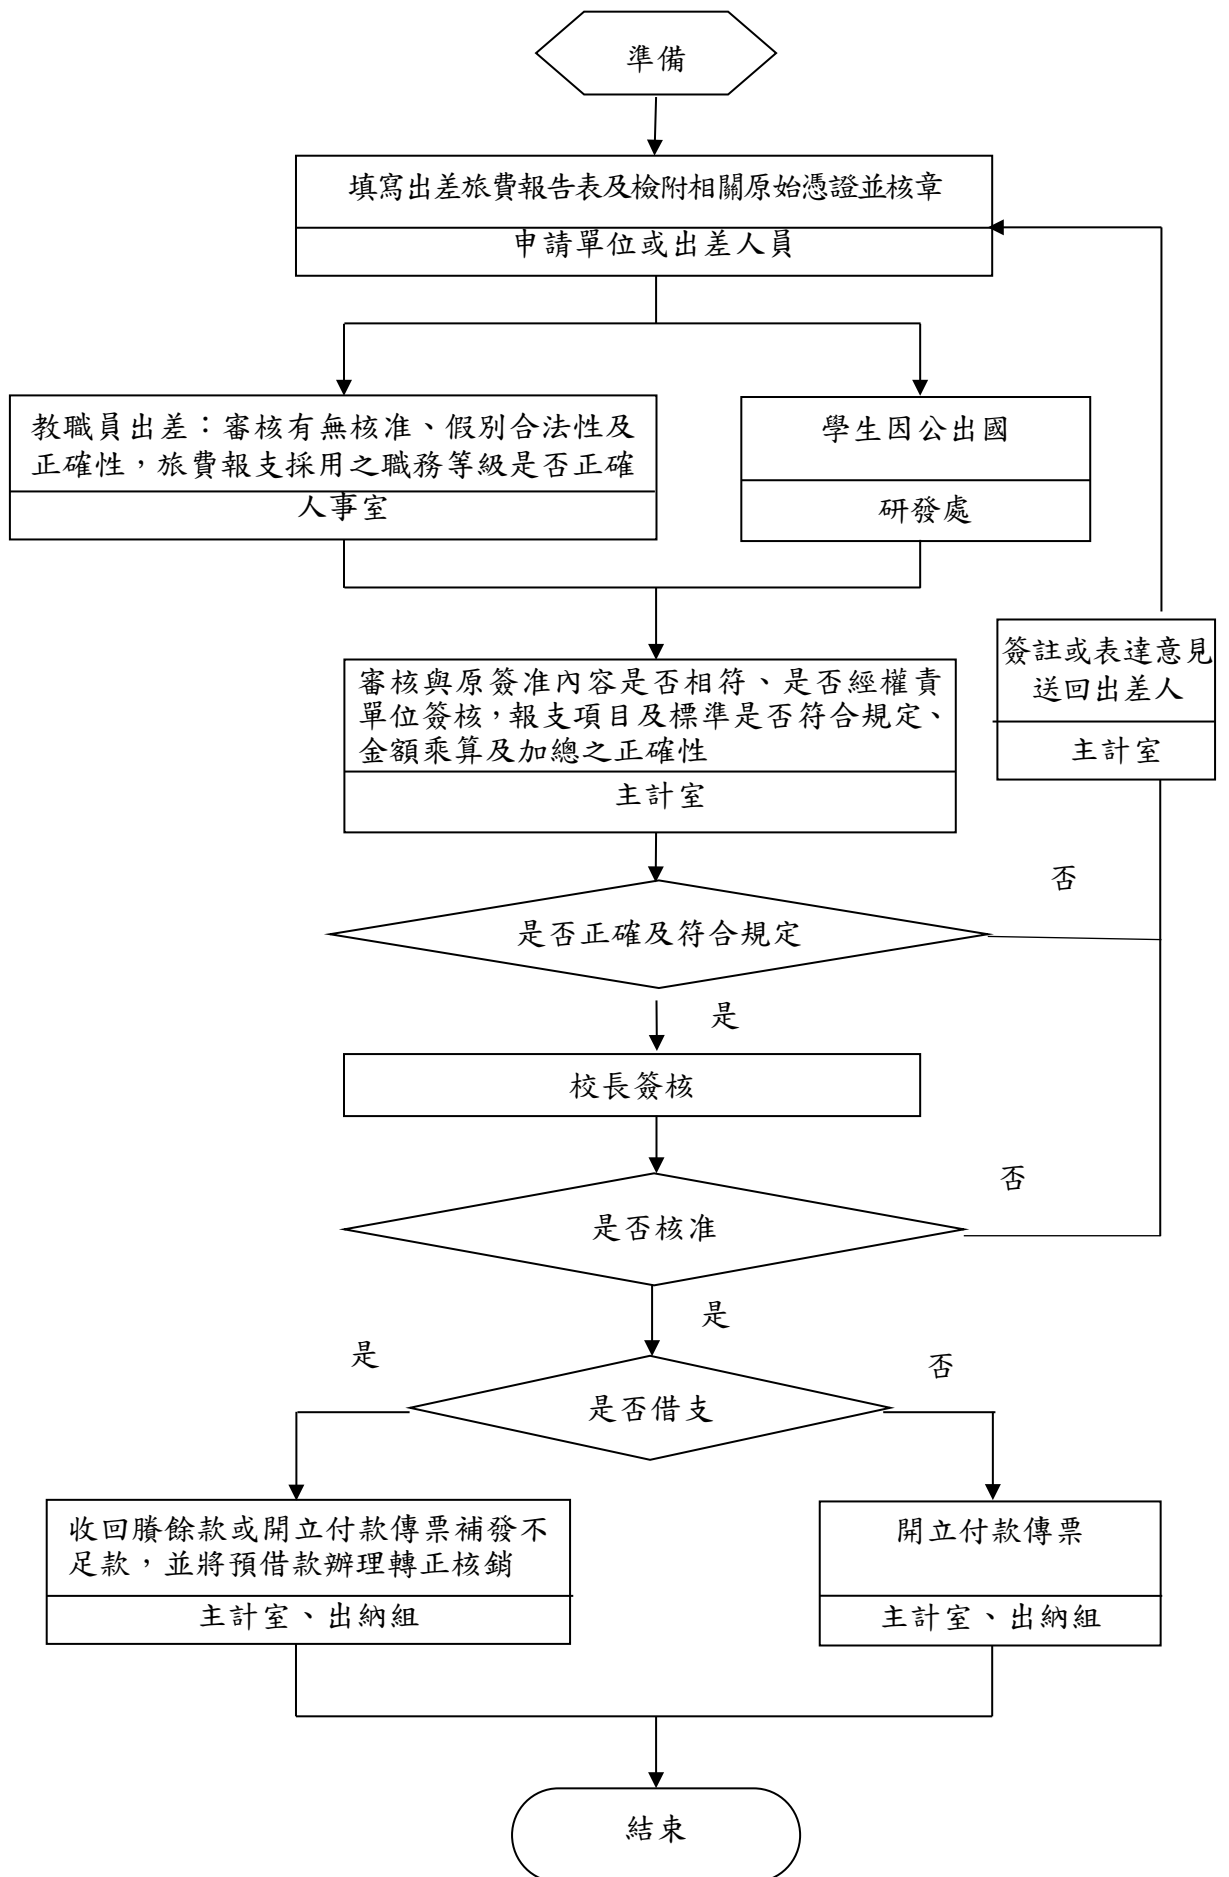 準備
填寫出差旅費報告表及檢附相關原始憑證並核章
申請單位或出差人員
教職員出差：審核有無核准、假別合法性及
正確性，旅費報支採用之職務等級是否正確
人事室
學生因公出國
研發處
審核與原簽准內容是否相符、是否經權責
單位簽核，報支項目及標準是否符合規定、
金額乘算及加總之正確性
主計室
簽註或表達意見
送回出差人
主計室
否
是否正確及符合規定
是
校長簽核
否
是否核准
是
是
否
是否借支
收回賸餘款或開立付款傳票補發不
足款，並將預借款辦理轉正核銷
主計室、出納組
開立付款傳票
主計室、出納組
結束